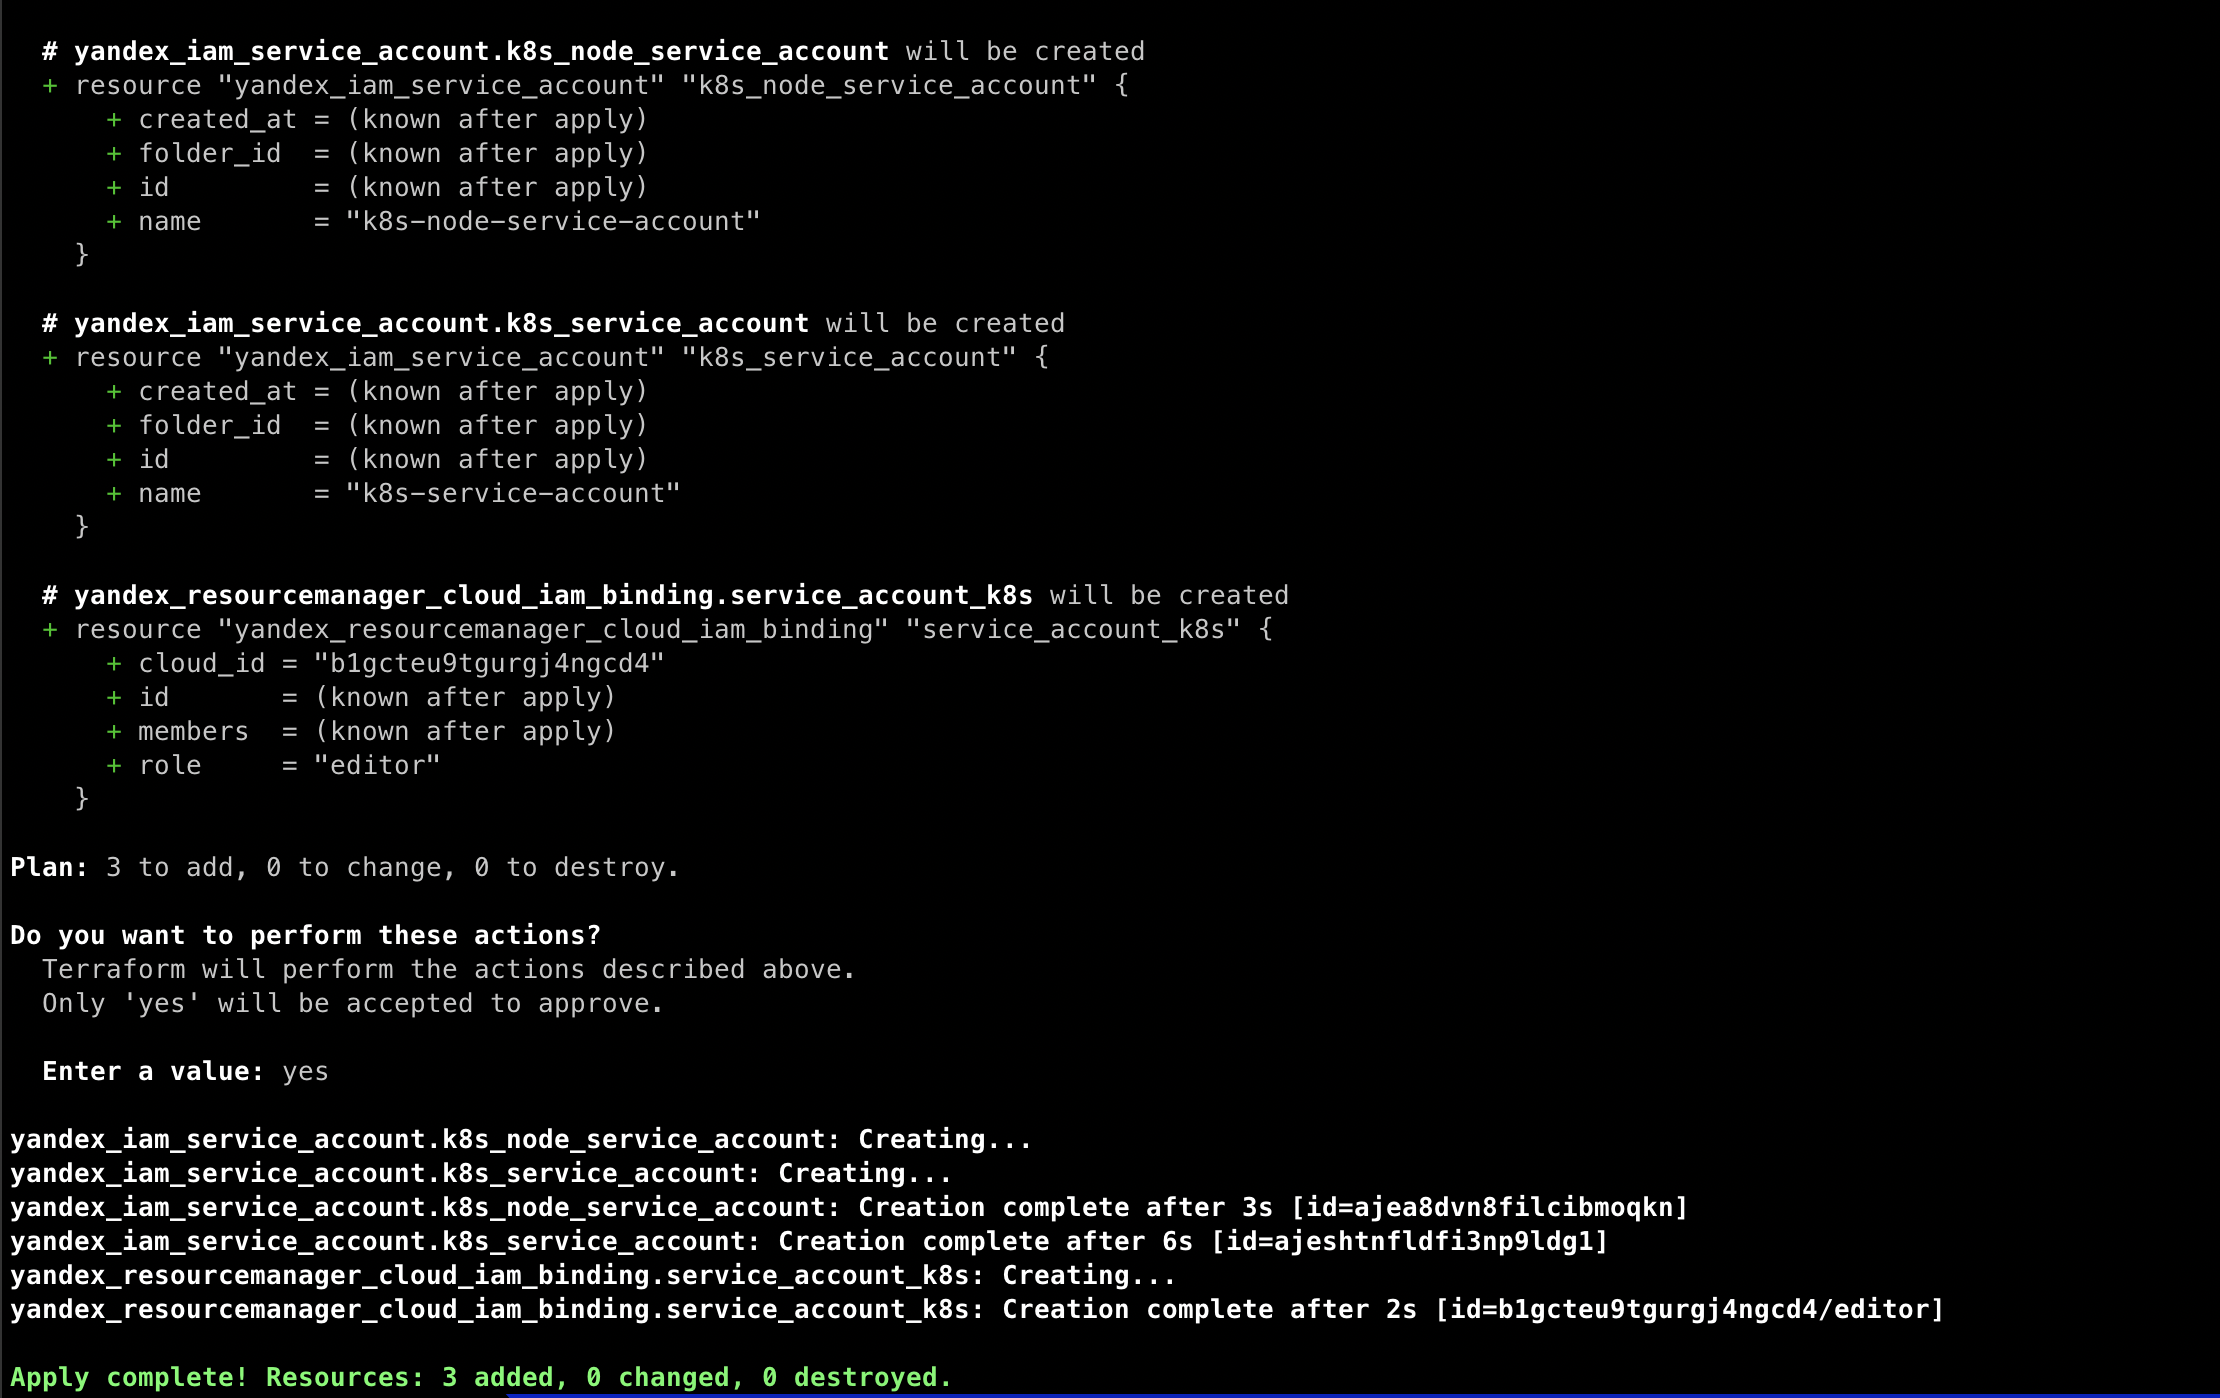 # yandex_iam_service_account.k8s_node_service_account will be created
+ resource "yandex_iam_service_account" "k8s_node_service_account" {
+ created_at = (known after apply)
+ folder_id = (known after apply)
+ id = (known after apply)
+ name = "k8s-node-service-account"
}
# yandex_iam_service_account.k8s_service_account will be created
+ resource "yandex_iam_service_account" "k8s_service_account" {
+ created_at = (known after apply)
+ folder_id = (known after apply)
+ id = (known after apply)
+ name = "k8s-service-account"
}
# yandex_resourcemanager_cloud_iam_binding.service_account_k8s will be created
+ resource "yandex_resourcemanager_cloud_iam_binding" "service_account_k8s" {
+ cloud_id = "b1gcteu9tgurgj4ngcd4"
+ id = (known after apply)
+ members = (known after apply)
+ role = "editor"
}
Plan: 3 to add, 0 to change, 0 to destroy.
Do you want to perform these actions?
Terraform will perform the actions described above.
Only 'yes' will be accepted to approve.
Enter a value: yes
yandex_iam_service_account.k8s_node_service_account: Creating...
yandex_iam_service_account.k8s_service_account: Creating...
yandex_iam_service_account.k8s_node_service_account: Creation complete after 3s [id=ajea8dvn8filcibmoqkn]
yandex_iam_service_account.k8s_service_account: Creation complete after 6s [id=ajeshtnfldfi3np9ldg1]
yandex_resourcemanager_cloud_iam_binding.service_account_k8s: Creating...
yandex_resourcemanager_cloud_iam_binding.service_account_k8s: Creation complete after 2s [id=b1gcteu9tgurgj4ngcd4/editor]
Apply complete! Resources: 3 added, 0 changed, 0 destroyed.